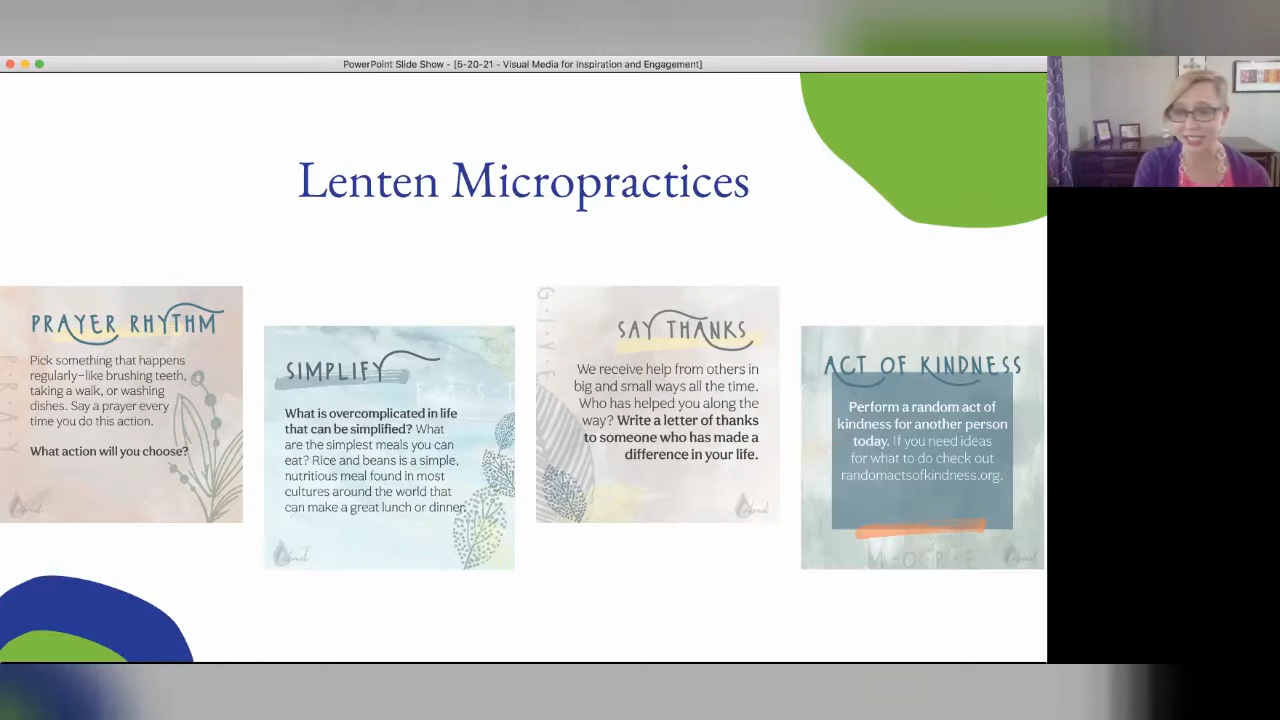 PowerPoint Slide Show - [5-20-21 - Visual Media for Inspiration and Engagement]
Lenten Micropractices
PRAYER RHYTHM
Pick something that happens
regularly-like brushing teeth,
taking a walk, or washing
dishes. Say a prayer every
time you do this action.
What action will you choose?
P·R·A·Y
SIMPLIFY
What is overcomplicated in life
that can be simplified? What
are the simplest meals you can
eat? Rice and beans is a simple,
nutritious meal found in most
cultures around the world that
can make a great lunch or dinner.
G·I·V·E
SAY THANKS
We receive help from others in
big and small ways all the time.
Who has helped you along the
way? Write a letter of thanks
to someone who has made a
difference in your life.
ACT OF KINDNESS
Perform a random act of
kindness for another person
today. If you need ideas
for what to do check out
randomactsofkindness.org.
M·O·R·E